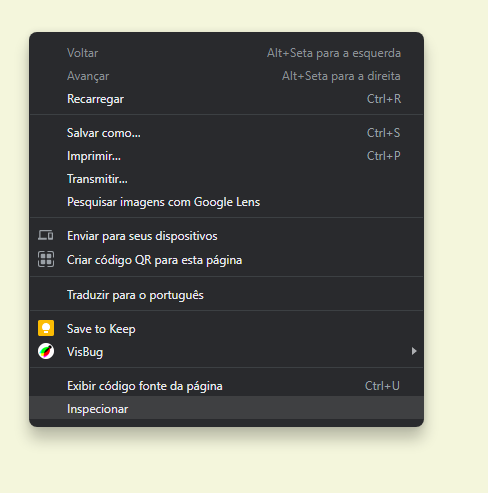 Voltar Alt+Seta para a esquerda
Avançar Alt+Seta para a direita
Recarregar Ctrl+R
Salvar como... Ctrl+S
Imprimir... Ctrl+P
Transmitir...
Pesquisar imagens com Google Lens
Enviar para seus dispositivos
Criar código QR para esta página
Traduzir para o português
Save to Keep
VisBug
Exibir código fonte da página Ctrl+U
Inspecionar